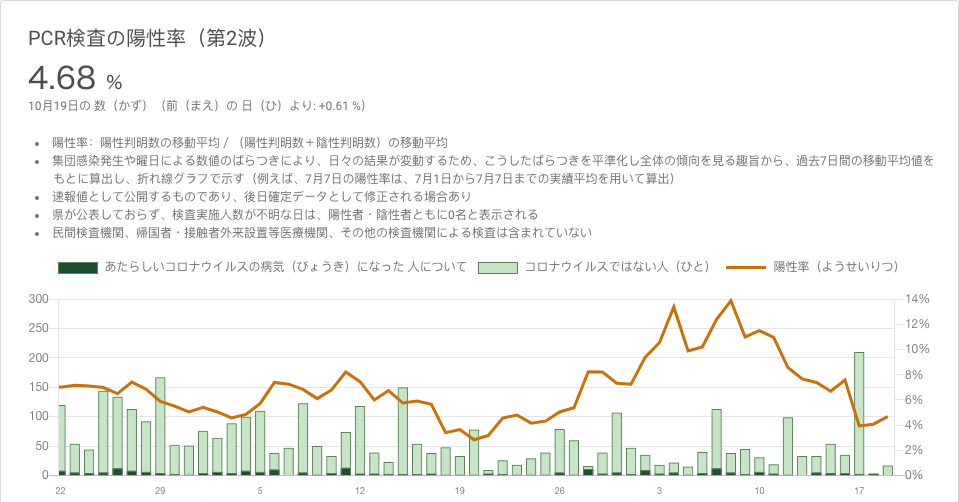 PCR検査の陽性率（第2波）
4.68 %
10月19日の 数（かず）（前（まえ）の 日（ひ）より: +0.61 %）
• 陽性率：陽性判明数の移動平均 / （陽性判明数＋陰性判明数）の移動平均
• 集団感染発生や曜日による数値のばらつきにより、日々の結果が変動するため、こうしたばらつきを平準化し全体の傾向を見る趣旨から、過去7日間の移動平均値を
もとに算出し、折れ線グラフで示す（例えば、7月7日の陽性率は、7月1日から7月7日までの実績平均を用いて算出）
• 速報値として公開するものであり、後日確定データとして修正される場合あり
• 県が公表しておらず、検査実施人数が不明な日は、陽性者・陰性者ともに0名と表示される
• 民間検査機関、帰国者・接触者外来設置等医療機関、その他の検査機関による検査は含まれていない
あたらしいコロナウイルスの病気（びょうき）になった 人について コロナウイルスではない人（ひと） 陽性率（ようせいりつ）
300 14%
250 12%
200 10%
150 8%
100 6%
50 4%
0 2%
0%
22 29 5 12 19 26 3 10 17